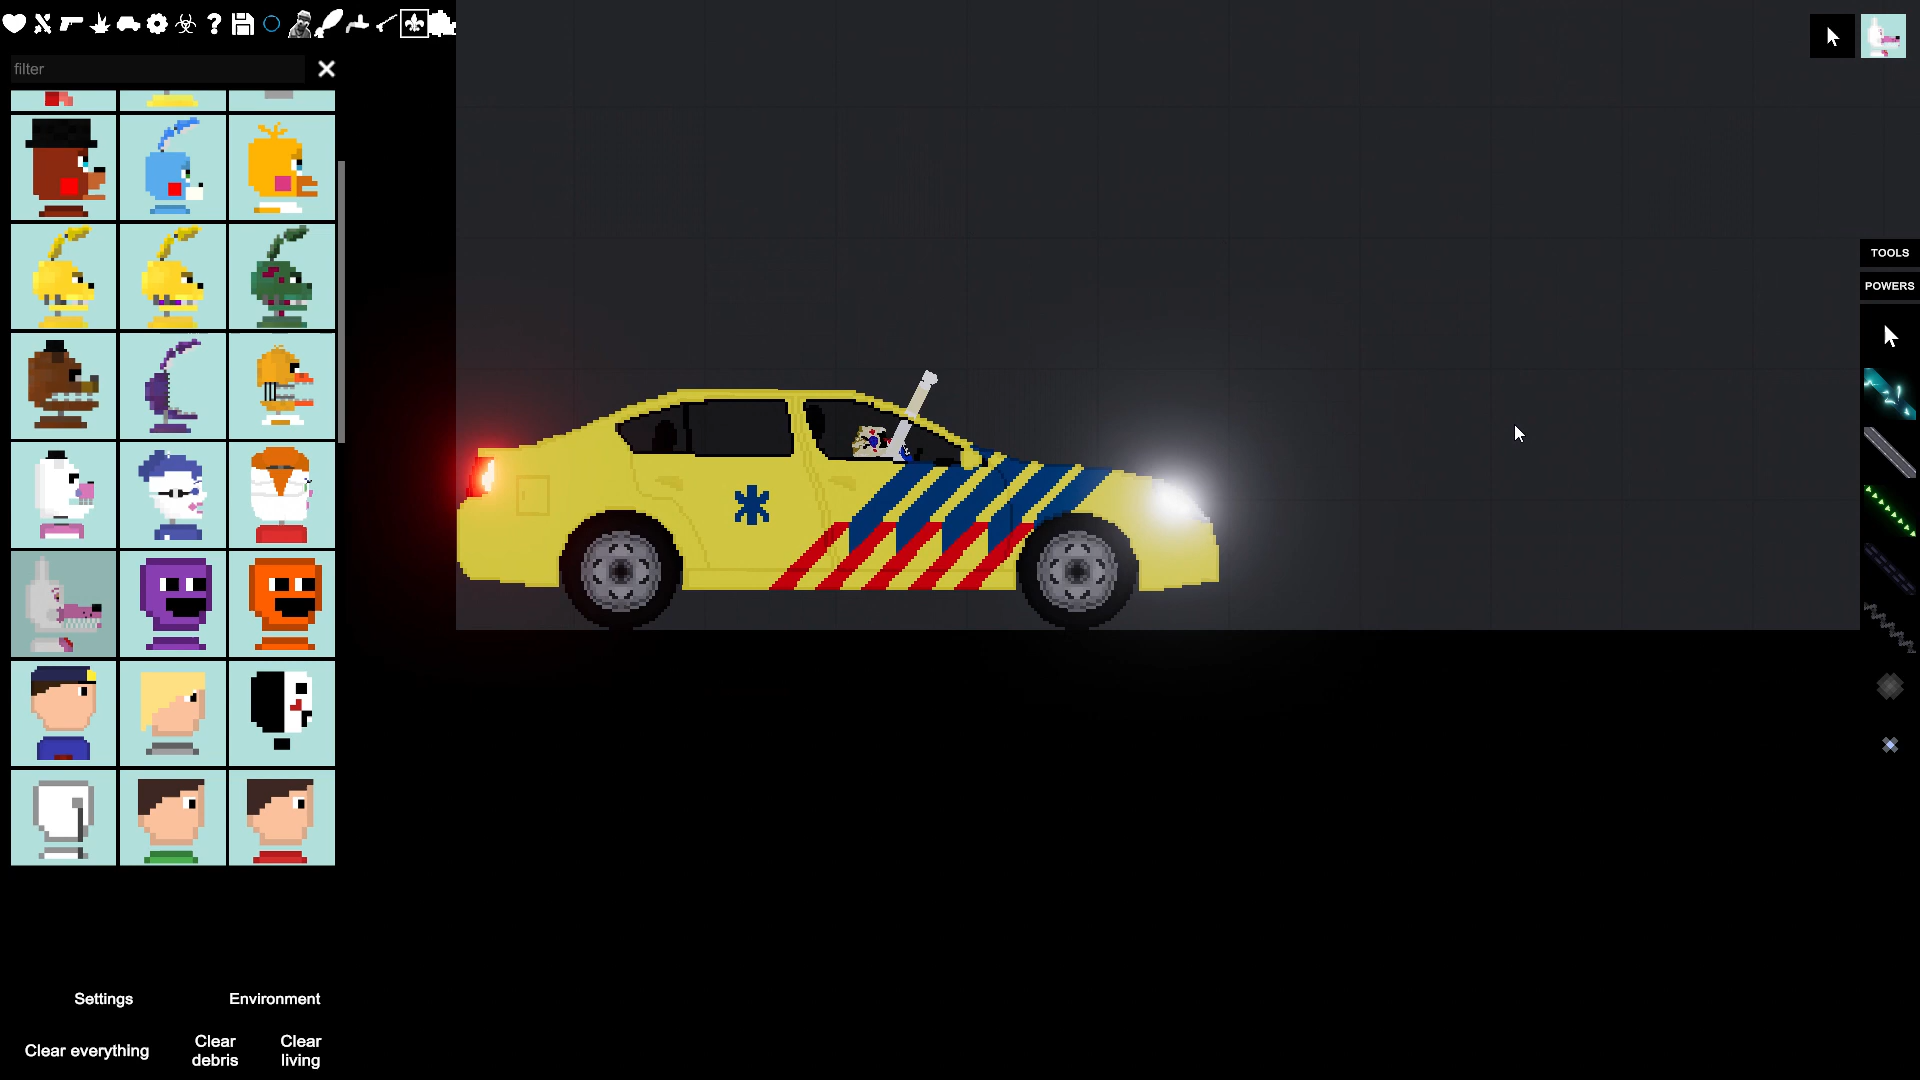 filter
TOOLS
POWERS
Settings
Environment
Clear everything
Clear
debris
Clear
living